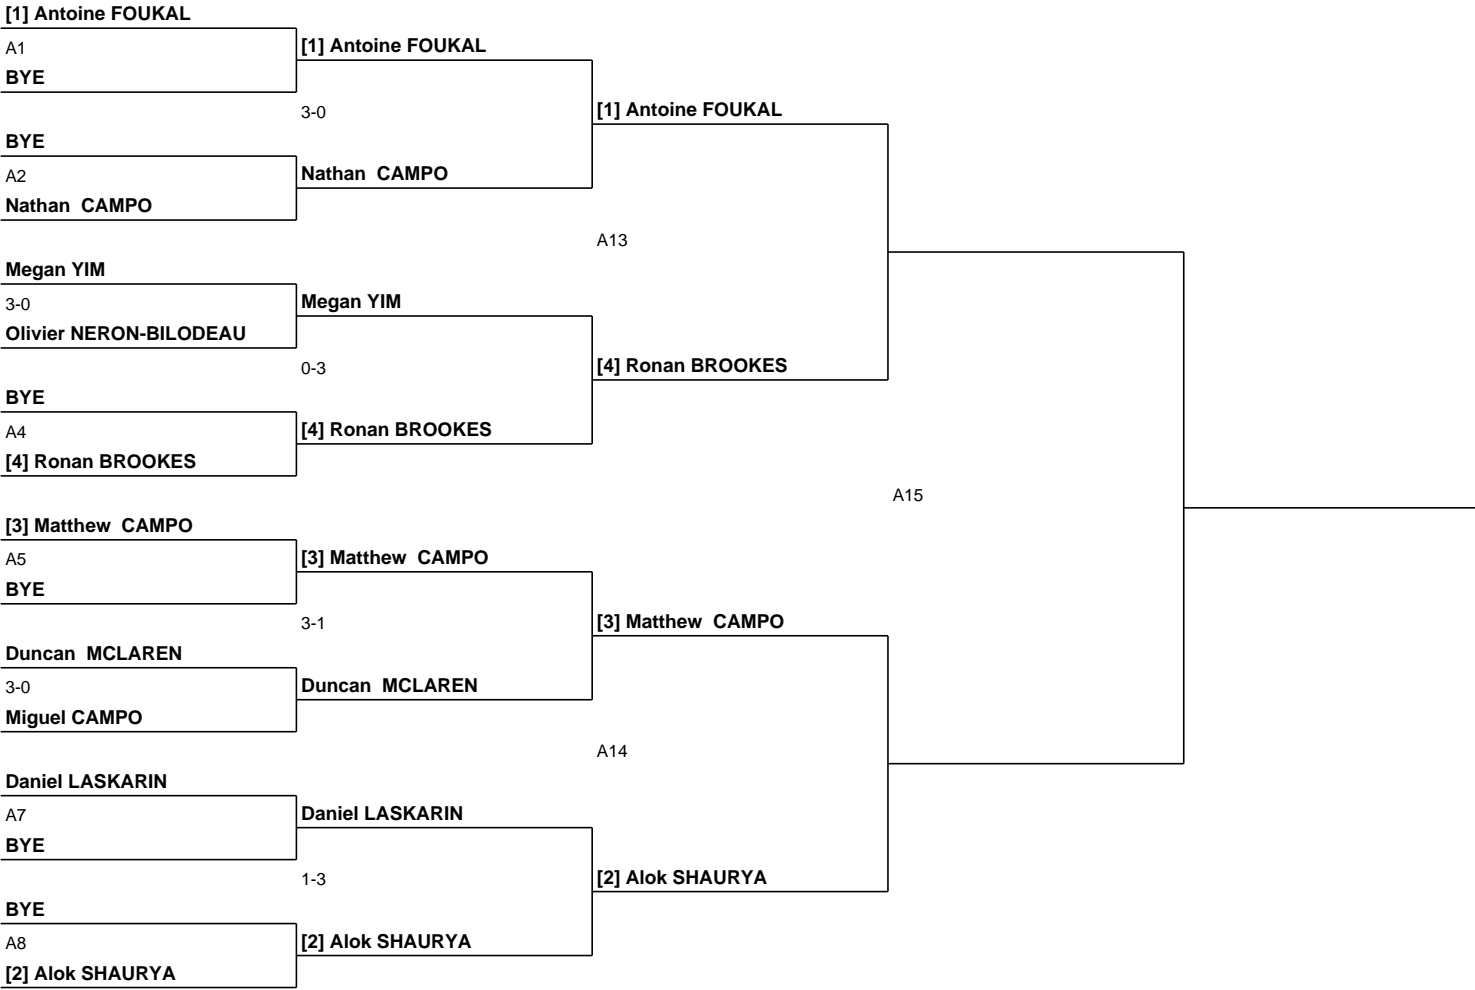 [1] Antoine FOUKAL
A1
BYE
BYE
A2
Nathan CAMPO
Megan YIM
3-0
Olivier NERON-BILODEAU
BYE
A4
[4] Ronan BROOKES
[3] Matthew CAMPO
A5
BYE
Duncan MCLAREN
3-0
Miguel CAMPO
Daniel LASKARIN
A7
BYE
BYE
A8
[2] Alok SHAURYA
[1] Antoine FOUKAL
3-0
Nathan CAMPO
Megan YIM
0-3
[4] Ronan BROOKES
[3] Matthew CAMPO
3-1
Duncan MCLAREN
Daniel LASKARIN
1-3
[2] Alok SHAURYA
[1] Antoine FOUKAL
A13
[4] Ronan BROOKES
[3] Matthew CAMPO
A14
[2] Alok SHAURYA
A15